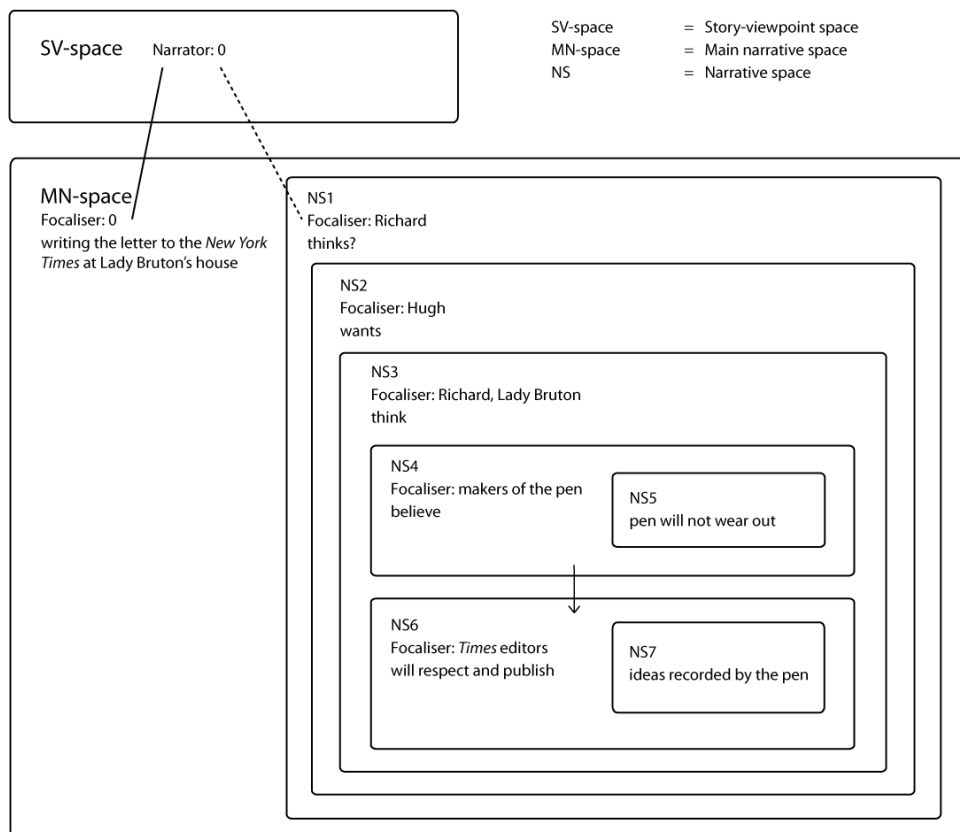 SV-space Narrator: 0
SV-space = Story-viewpoint space
MN-space = Main narrative space
NS = Narrative space
MN-space
Focaliser: 0
writing the letter to the New York
Times at Lady Bruton's house
NS1
Focaliser: Richard
thinks?
NS2
Focaliser: Hugh
wants
NS3
Focaliser: Richard, Lady Bruton
think
NS4
Focaliser: makers of the pen
believe
NS5
pen will not wear out
NS6
Focaliser: Times editors
will respect and publish
NS7
ideas recorded by the pen